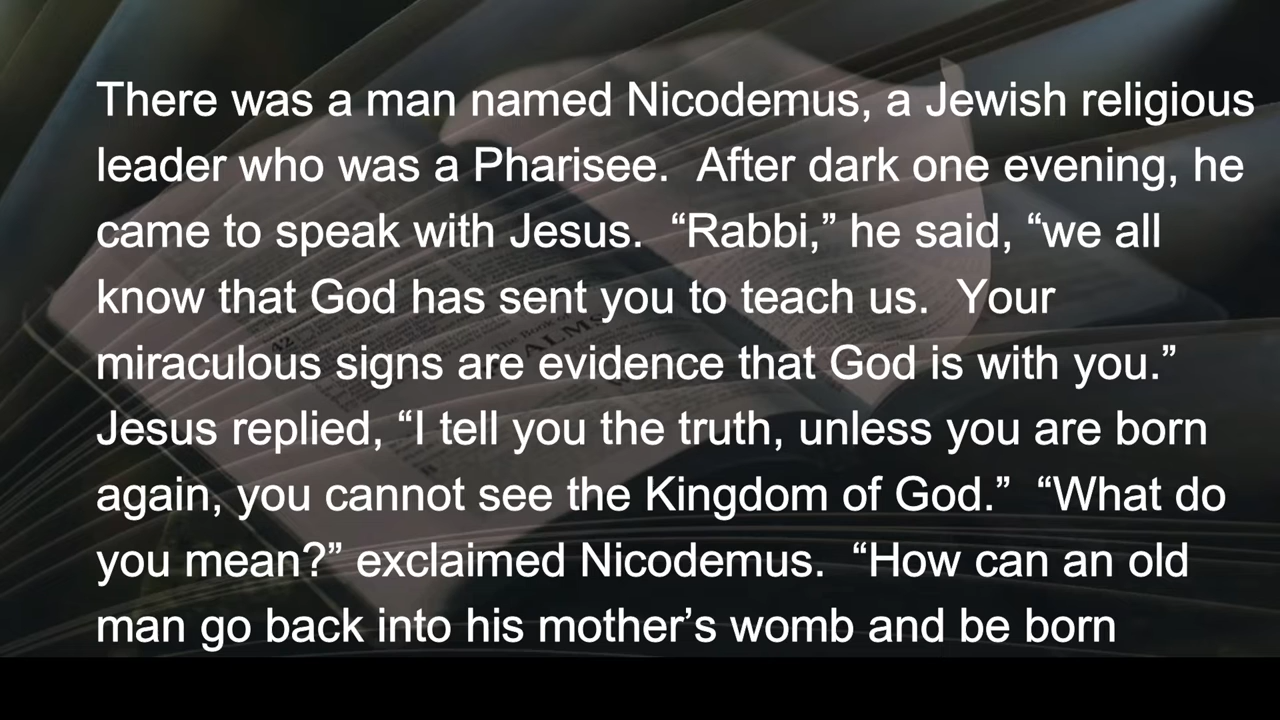 There was a man named Nicodemus, a Jewish religious
leader who was a Pharisee.  After dark one evening, he
came to speak with Jesus.  “Rabbi,” he said, “we all
know that God has sent you to teach us.  Your
miraculous signs are evidence that God is with you.”
Jesus replied, “I tell you the truth, unless you are born
again, you cannot see the Kingdom of God.”  “What do
you mean?” exclaimed Nicodemus.  “How can an old
man go back into his mother’s womb and be born